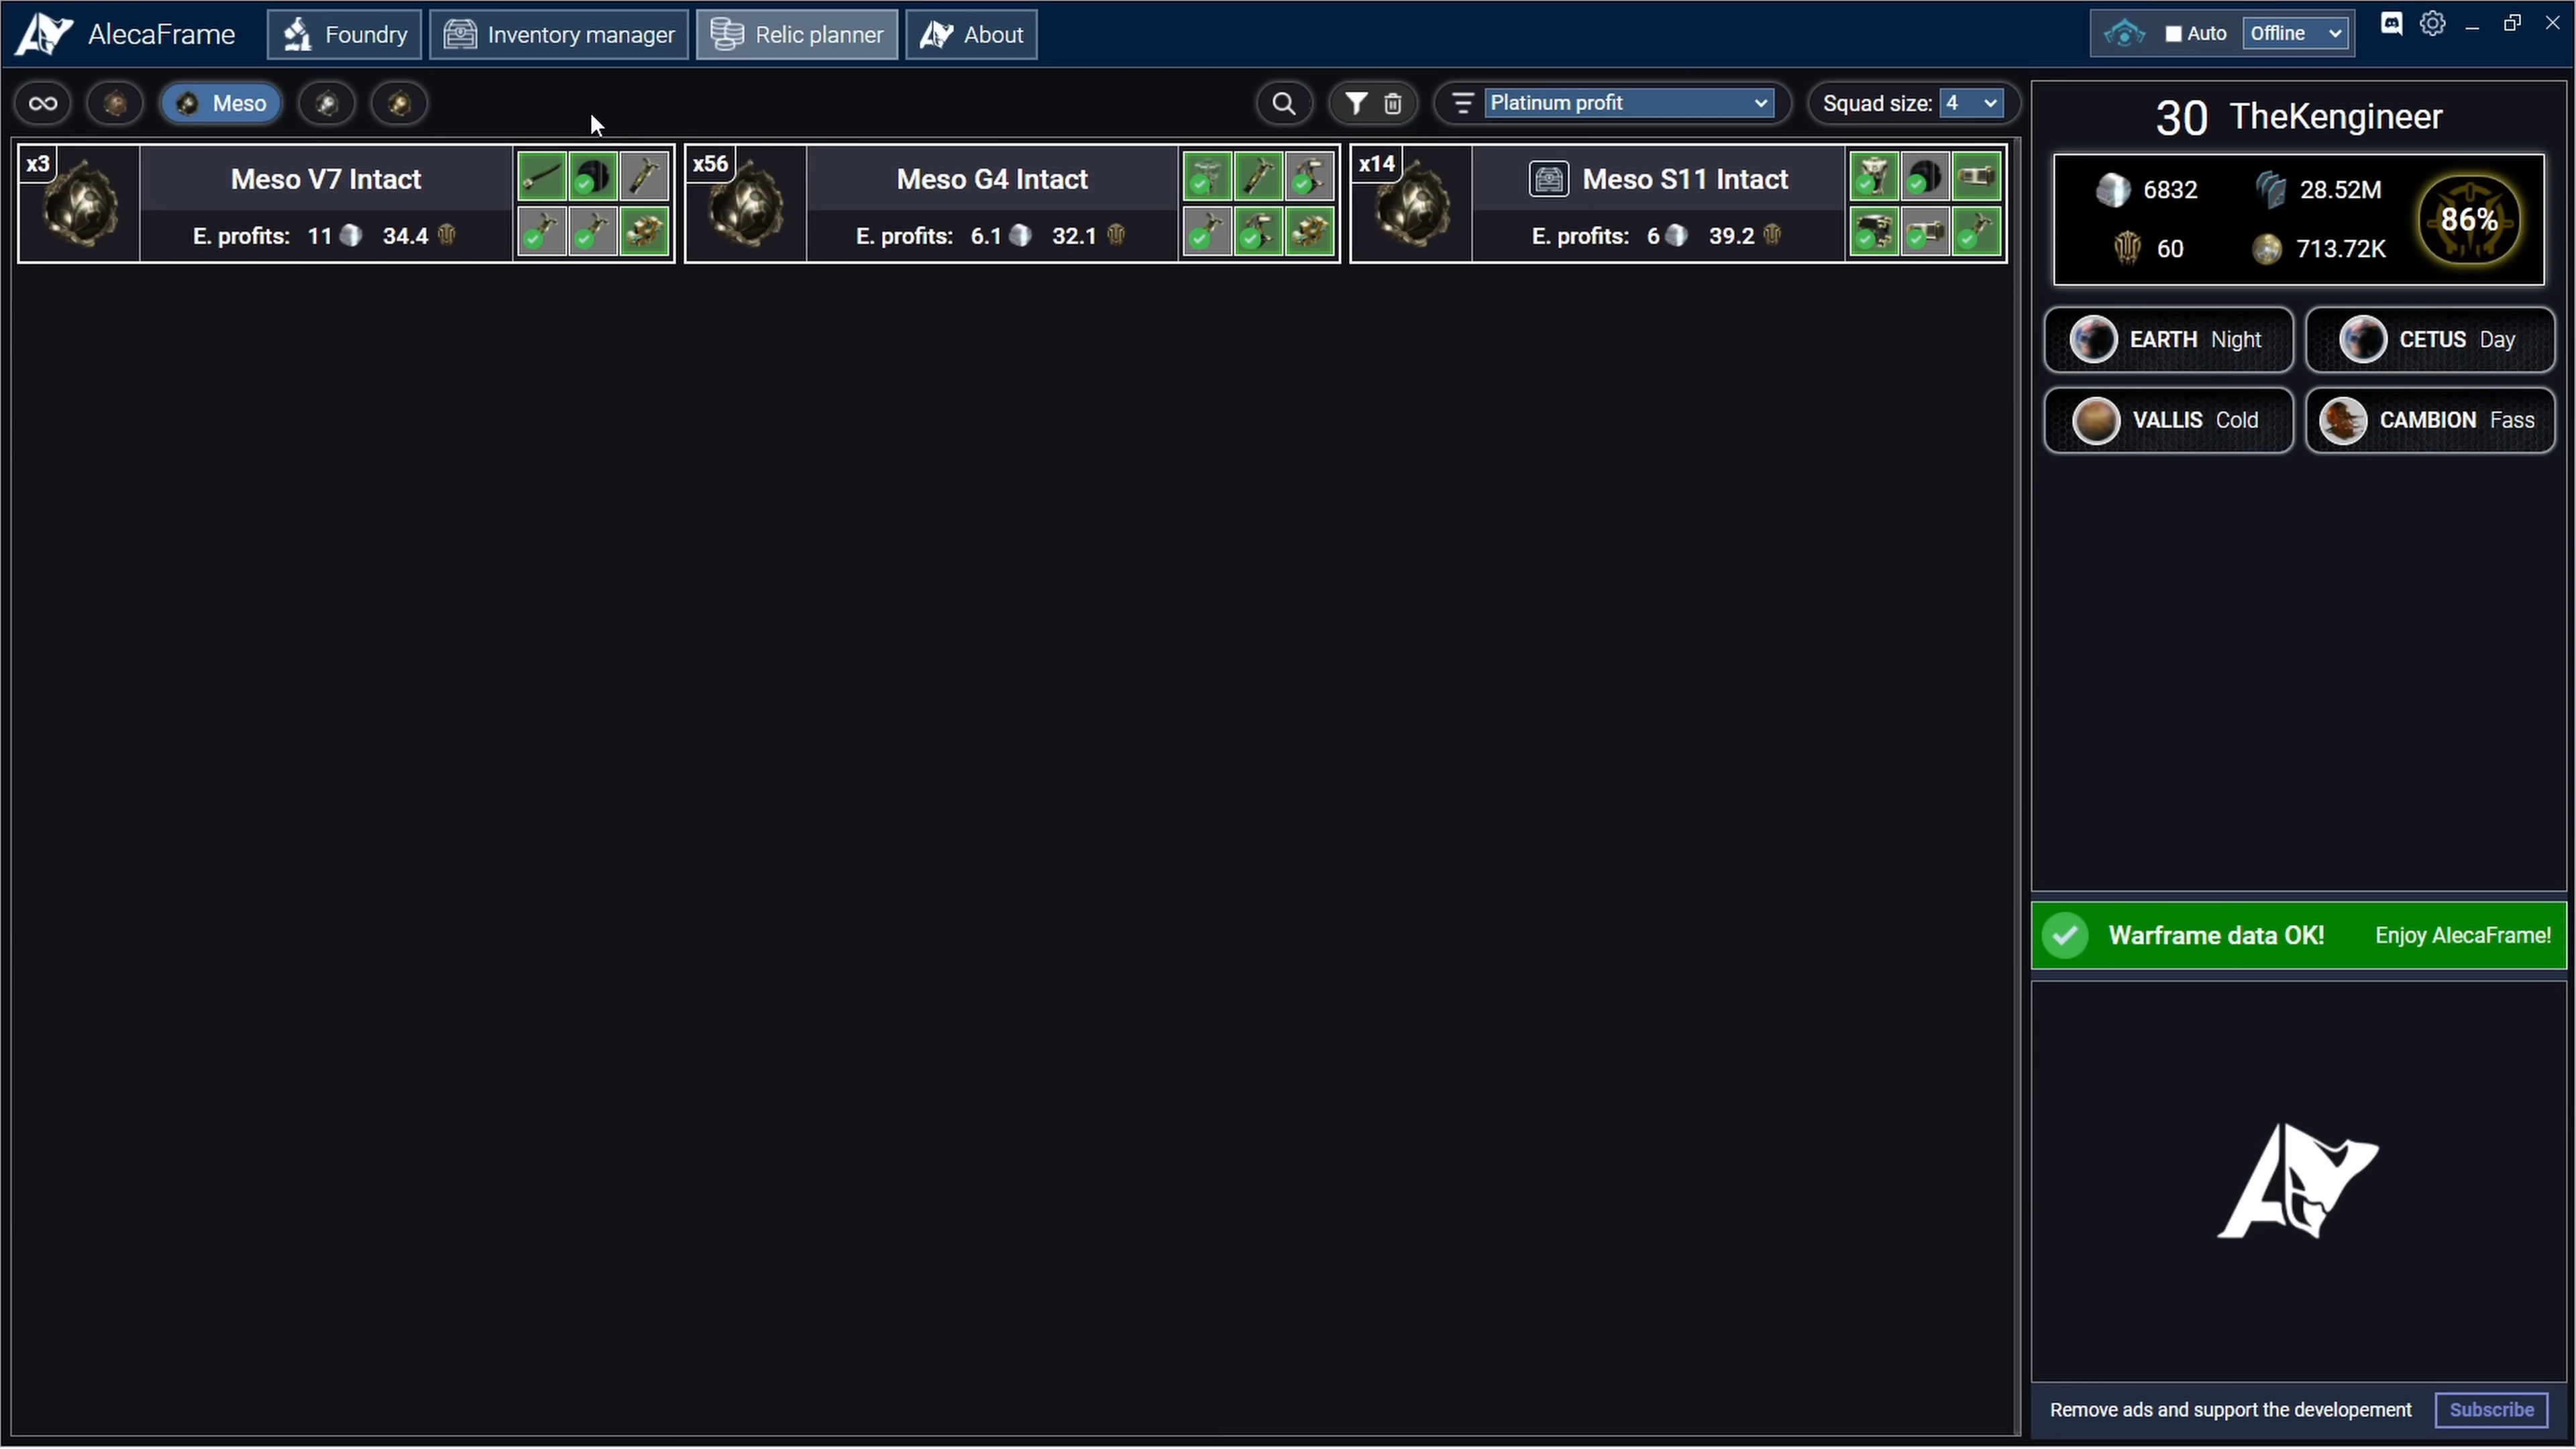 AlecaFrame
Foundry
Inventory manager
Relic planner
About
Auto
Offline
Meso
Platinum profit
Squad size: 4
x3
Meso V7 Intact
E. profits: 11 34.4
x56
Meso G4 Intact
E. profits: 6.1 32.1
x14
Meso S11 Intact
E. profits: 6 39.2
30 TheKengineer
6832 28.52M
60 713.72K
86%
EARTH Night
CETUS Day
VALLIS Cold
CAMBION Fass
Warframe data OK! Enjoy AlecaFrame!
Remove ads and support the developement
Subscribe